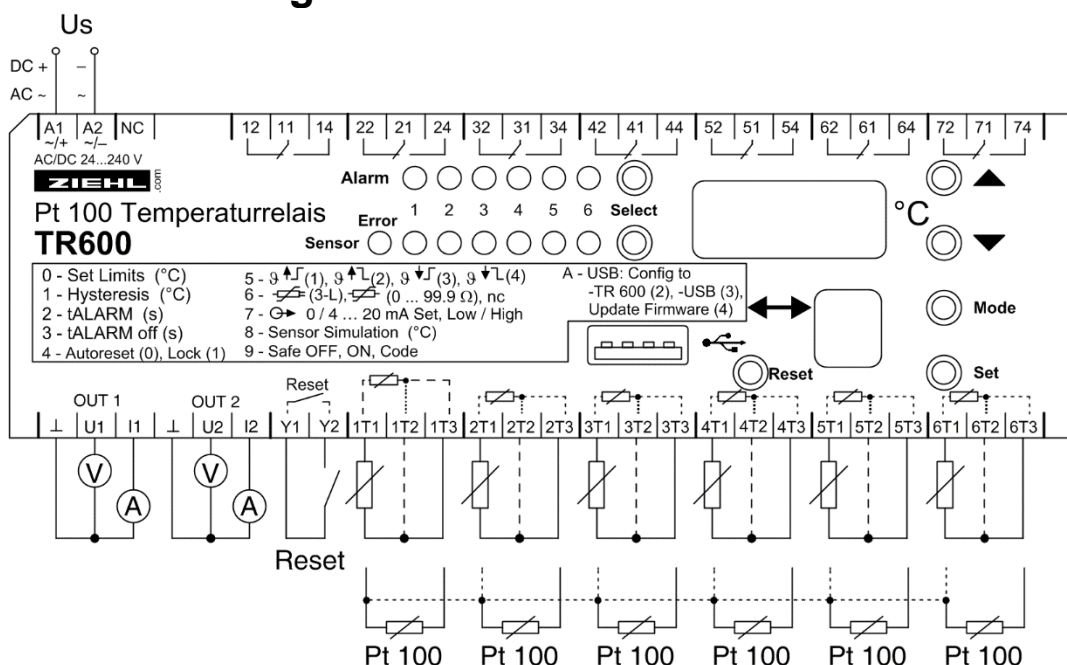 Us
DC + –
AC ~ ~
A1 A2 NC 12 11 14 22 21 24 32 31 34 42 41 44 52 51 54 62 61 64 72 71 74
~/+ ~/–
AC/DC 24...240 V
ZIEHL .com
Alarm
Pt 100 Temperaturrelais
Error 1 2 3 4 5 6 Select °C
TR600
Sensor
0 - Set Limits (°C)
1 - Hysteresis (°C)
2 - tALARM (s)
3 - tALARM off (s)
4 - Autoreset (0), Lock (1)
5 - ϑ (1), ϑ (2), ϑ (3), ϑ (4)
6 - (3-L), (0 ... 99.9 Ω), nc
7 - 0 / 4 ... 20 mA Set, Low / High
8 - Sensor Simulation (°C)
9 - Safe OFF, ON, Code
A - USB: Config to
-TR 600 (2), -USB (3),
Update Firmware (4)
Mode
Reset
Set
OUT 1 OUT 2 Reset
⊥ U1 I1 ⊥ U2 I2 Y1 Y2 1T1 1T2 1T3 2T1 2T2 2T3 3T1 3T2 3T3 4T1 4T2 4T3 5T1 5T2 5T3 6T1 6T2 6T3
V V
A A
Reset
Pt 100 Pt 100 Pt 100 Pt 100 Pt 100 Pt 100